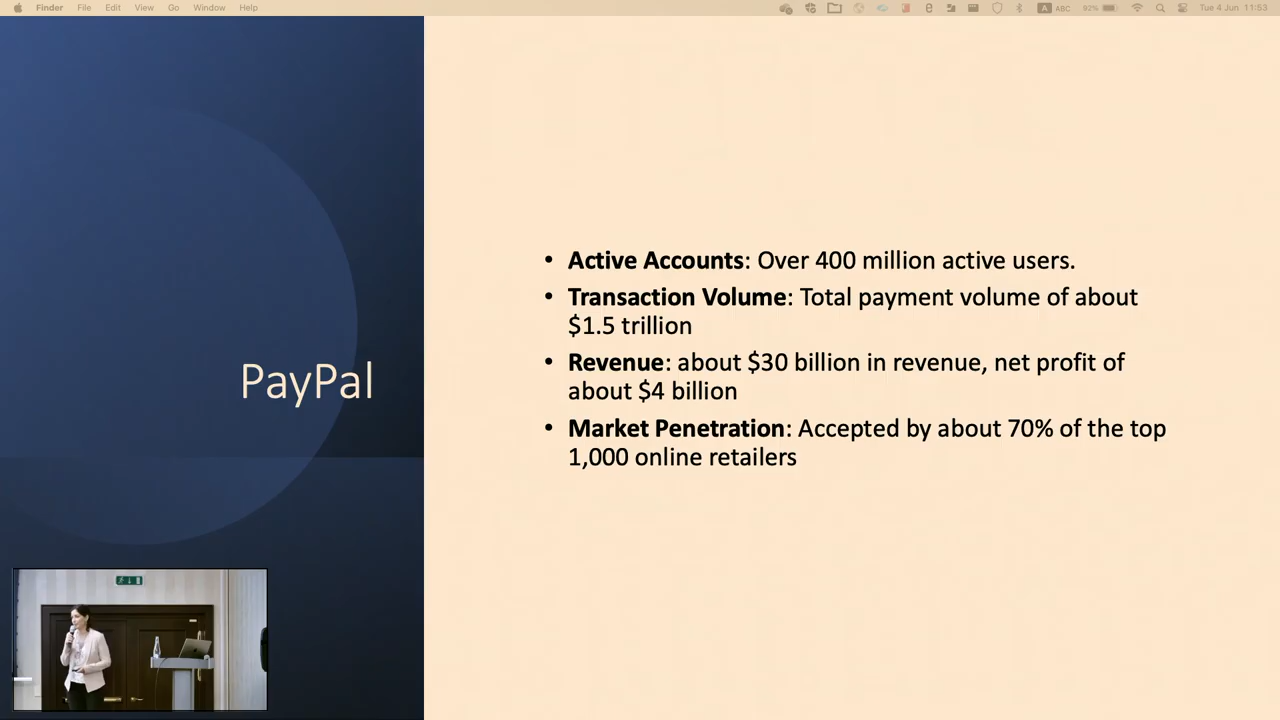 Finder File Edit View Go Window Help
A ABC 92% Tue 4 Jun 11:53
PayPal
• Active Accounts: Over 400 million active users.
• Transaction Volume: Total payment volume of about
$1.5 trillion
• Revenue: about $30 billion in revenue, net profit of
about $4 billion
• Market Penetration: Accepted by about 70% of the top
1,000 online retailers